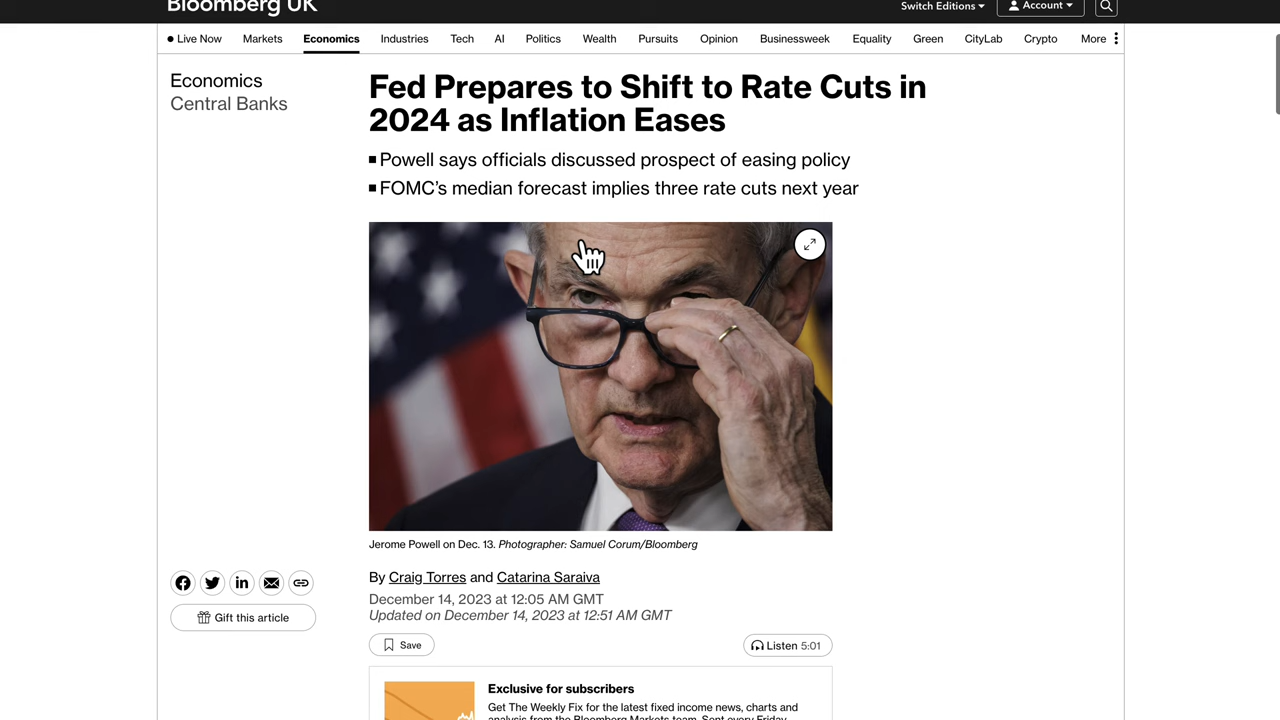 Bloomberg UK
Switch Editions
Account
Live Now
Markets
Economics
Industries
Tech
AI
Politics
Wealth
Pursuits
Opinion
Businessweek
Equality
Green
CityLab
Crypto
More
Economics
Central Banks
Fed Prepares to Shift to Rate Cuts in
2024 as Inflation Eases
Powell says officials discussed prospect of easing policy
FOMC's median forecast implies three rate cuts next year
Jerome Powell on Dec. 13. Photographer: Samuel Corum/Bloomberg
By Craig Torres and Catarina Saraiva
December 14, 2023 at 12:05 AM GMT
Updated on December 14, 2023 at 12:51 AM GMT
Gift this article
Save
Listen 5:01
Exclusive for subscribers
Get The Weekly Fix for the latest fixed income news, charts and
analysis from the Bloomberg Markets team. Sent every Friday.